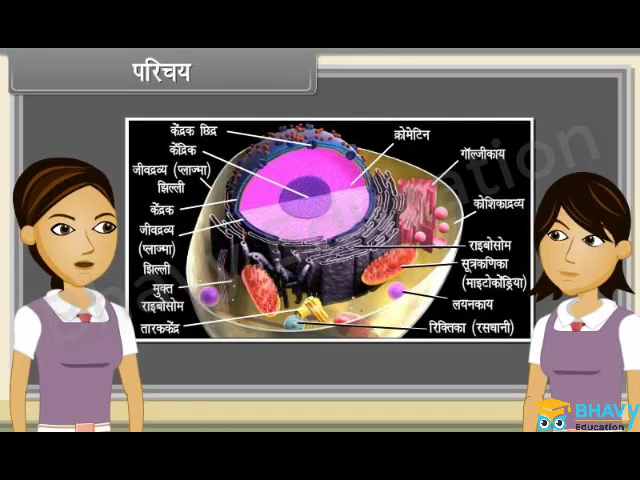 परिचय
केंद्रक छिद्र
केंद्रिक
जीवद्रव्य (प्लाज्मा)
झिल्ली
केंद्रक
जीवद्रव्य
(प्लाज्मा)
झिल्ली
मुक्त
राइबोसोम
तारककेंद्र
क्रोमेटिन
गॉल्जीकाय
कोशिकाद्रव्य
राइबोसोम
सूत्रकणिका
(माइटोकोंड्रिया)
लयनकाय
रिक्तिका (रसधानी)
BHAVY
Education